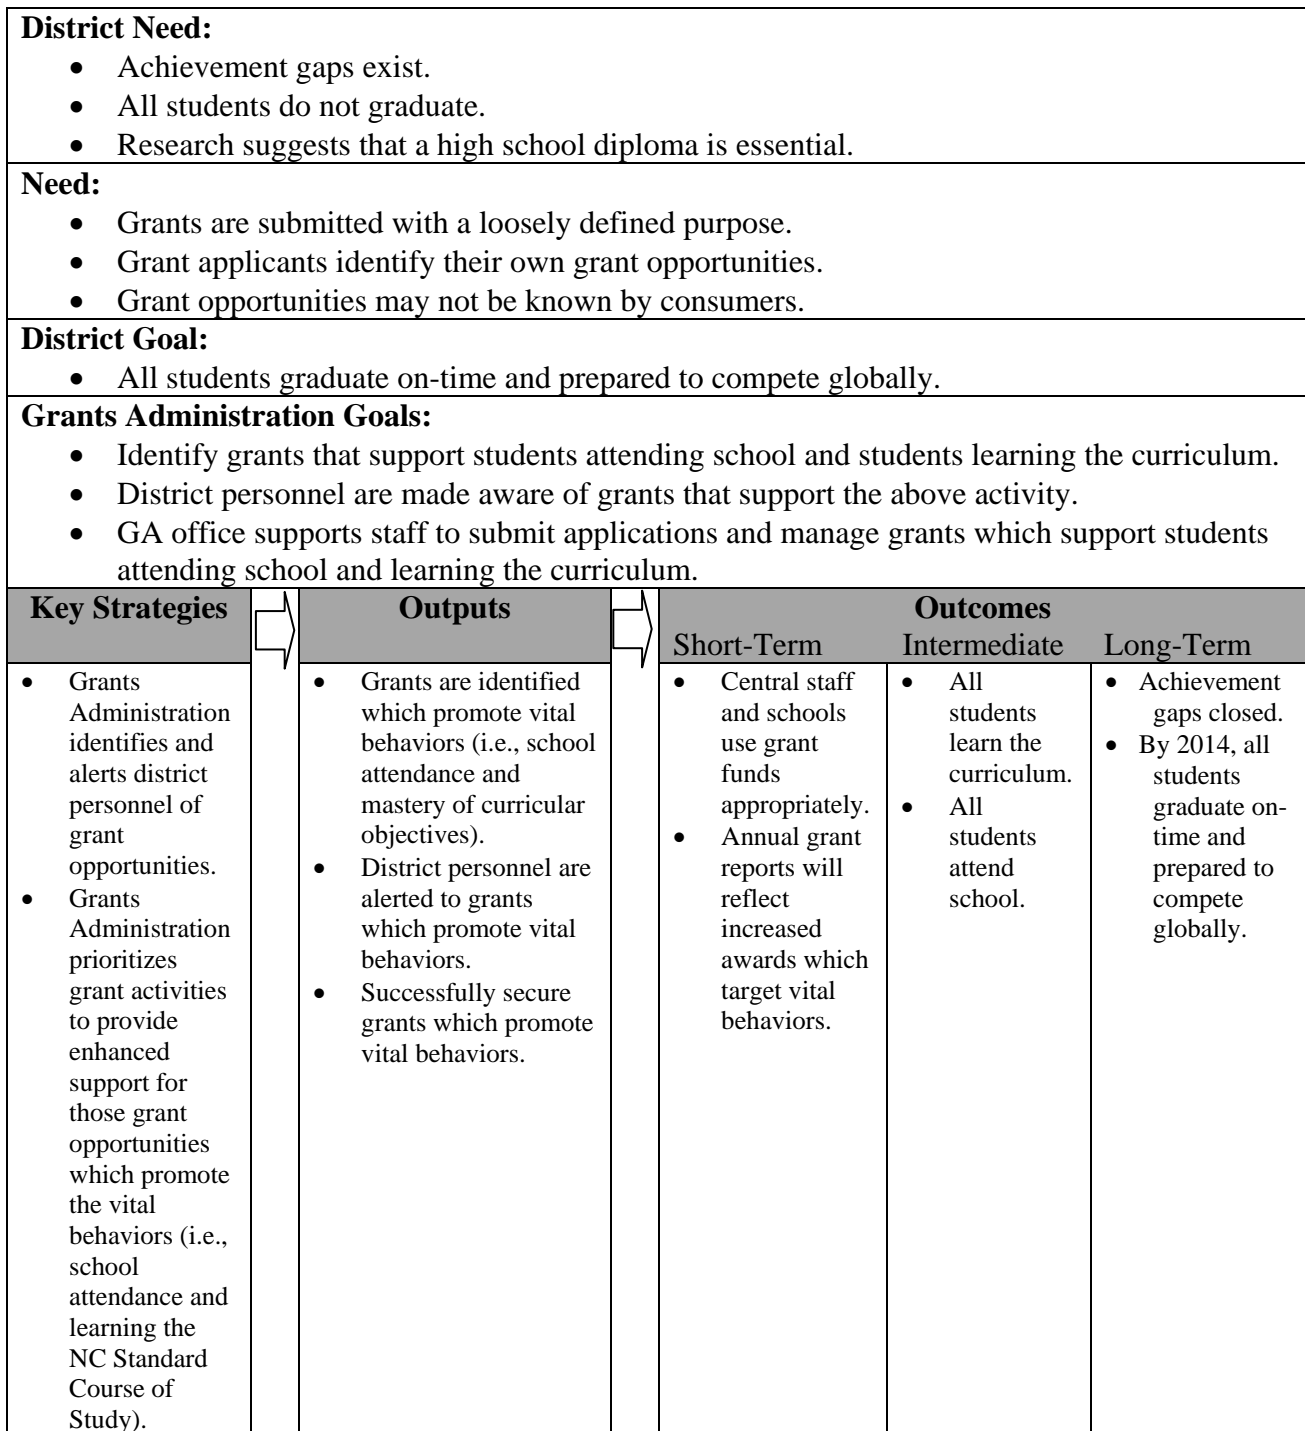 District Need:
• Achievement gaps exist.
• All students do not graduate.
• Research suggests that a high school diploma is essential.
Need:
• Grants are submitted with a loosely defined purpose.
• Grant applicants identify their own grant opportunities.
• Grant opportunities may not be known by consumers.
District Goal:
• All students graduate on-time and prepared to compete globally.
Grants Administration Goals:
• Identify grants that support students attending school and students learning the curriculum.
• District personnel are made aware of grants that support the above activity.
• GA office supports staff to submit applications and manage grants which support students
attending school and learning the curriculum.
Key Strategies
Outputs
Outcomes
Short-Term
Intermediate
Long-Term
• Grants
Administration
identifies and
alerts district
personnel of
grant
opportunities.
• Grants
Administration
prioritizes
grant activities
to provide
enhanced
support for
those grant
opportunities
which promote
the vital
behaviors (i.e.,
school
attendance and
learning the
NC Standard
Course of
Study).
• Grants are identified
which promote vital
behaviors (i.e., school
attendance and
mastery of curricular
objectives).
• District personnel are
alerted to grants
which promote vital
behaviors.
• Successfully secure
grants which promote
vital behaviors.
• Central staff
and schools
use grant
funds
appropriately.
• Annual grant
reports will
reflect
increased
awards which
target vital
behaviors.
• All
students
learn the
curriculum.
• All
students
attend
school.
• Achievement
gaps closed.
• By 2014, all
students
graduate on-
time and
prepared to
compete
globally.